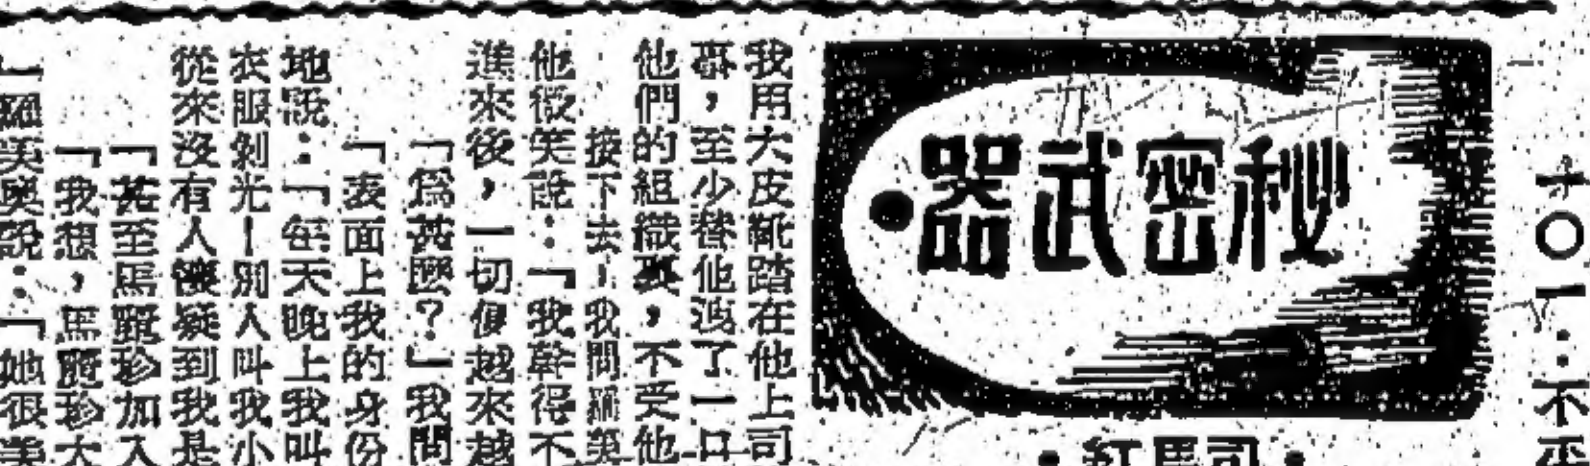 十〇一：不
秘密武器·
·司馬紅·
我用大皮靴踏在他上司
事，至少替他洩了一口
他們的組織裏，不受他
接下去！我問羅美
他微笑說：「我幹得不
進來後，一切便越來越
「爲甚麼？」我問
「表面上我的身份
地說：「每天晚上我叫
衣服剝光！別人叫我小
從來沒有人懷疑到我是
「甚至馬麗珍加入
「我想，馬麗珍大
」羅美奧說：「她很美